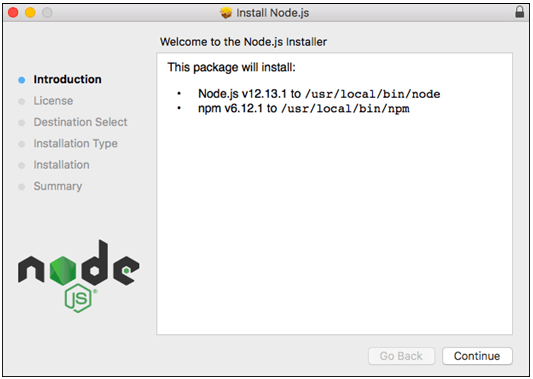 Install Node.js
Welcome to the Node.js Installer
Introduction
License
Destination Select
Installation Type
Installation
Summary
This package will install:
• Node.js v12.13.1 to /usr/local/bin/node
• npm v6.12.1 to /usr/local/bin/npm
node
JS®
Go Back
Continue